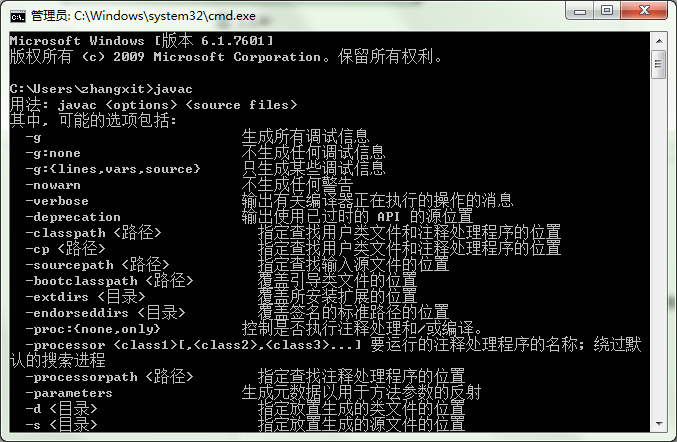 管理员: C:\Windows\system32\cmd.exe
Microsoft Windows [版本 6.1.7601]
版权所有 (c) 2009 Microsoft Corporation。保留所有权利。
C:\Users\zhangxit>javac
用法: javac <options> <source files>
其中, 可能的选项包括:
-g 生成所有调试信息
-g:none 不生成任何调试信息
-g:{lines,vars,source} 只生成某些调试信息
-nowarn 不生成任何警告
-verbose 输出有关编译器正在执行的操作的消息
-deprecation 输出使用已过时的 API 的源位置
-classpath <路径> 指定查找用户类文件和注释处理程序的位置
-cp <路径> 指定查找用户类文件和注释处理程序的位置
-sourcepath <路径> 指定查找输入源文件的位置
-bootclasspath <路径> 覆盖引导类文件的位置
-extdirs <目录> 覆盖所安装扩展的位置
-endorseddirs <目录> 覆盖签名的标准路径的位置
-proc:{none,only} 控制是否执行注释处理和/或编译。
-processor <class1>[,<class2>,<class3>...] 要运行的注释处理程序的名称; 绕过默
认的搜索进程
-processorpath <路径> 指定查找注释处理程序的位置
-parameters 生成元数据以用于方法参数的反射
-d <目录> 指定放置生成的类文件的位置
-s <目录> 指定放置生成的源文件的位置